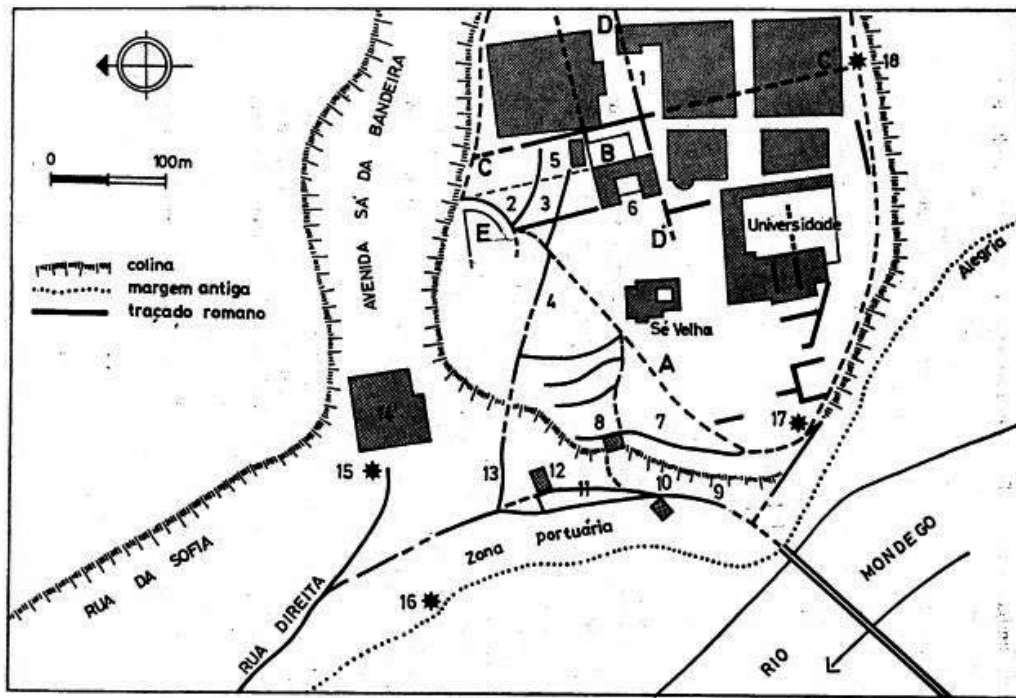 0 100m
colina
margem antiga
traçado romano
AVENIDA SÁ DA BANDEIRA
D
1
C
18
C
5
B
2
3
6
E
D
Universidade
Alegria
4
Sé Velha
A
14
8
7
17
15
13
12
11
10
9
Zona portuária
RUA DA SOFIA
16
RUA DIREITA
MONDEGO
RIO